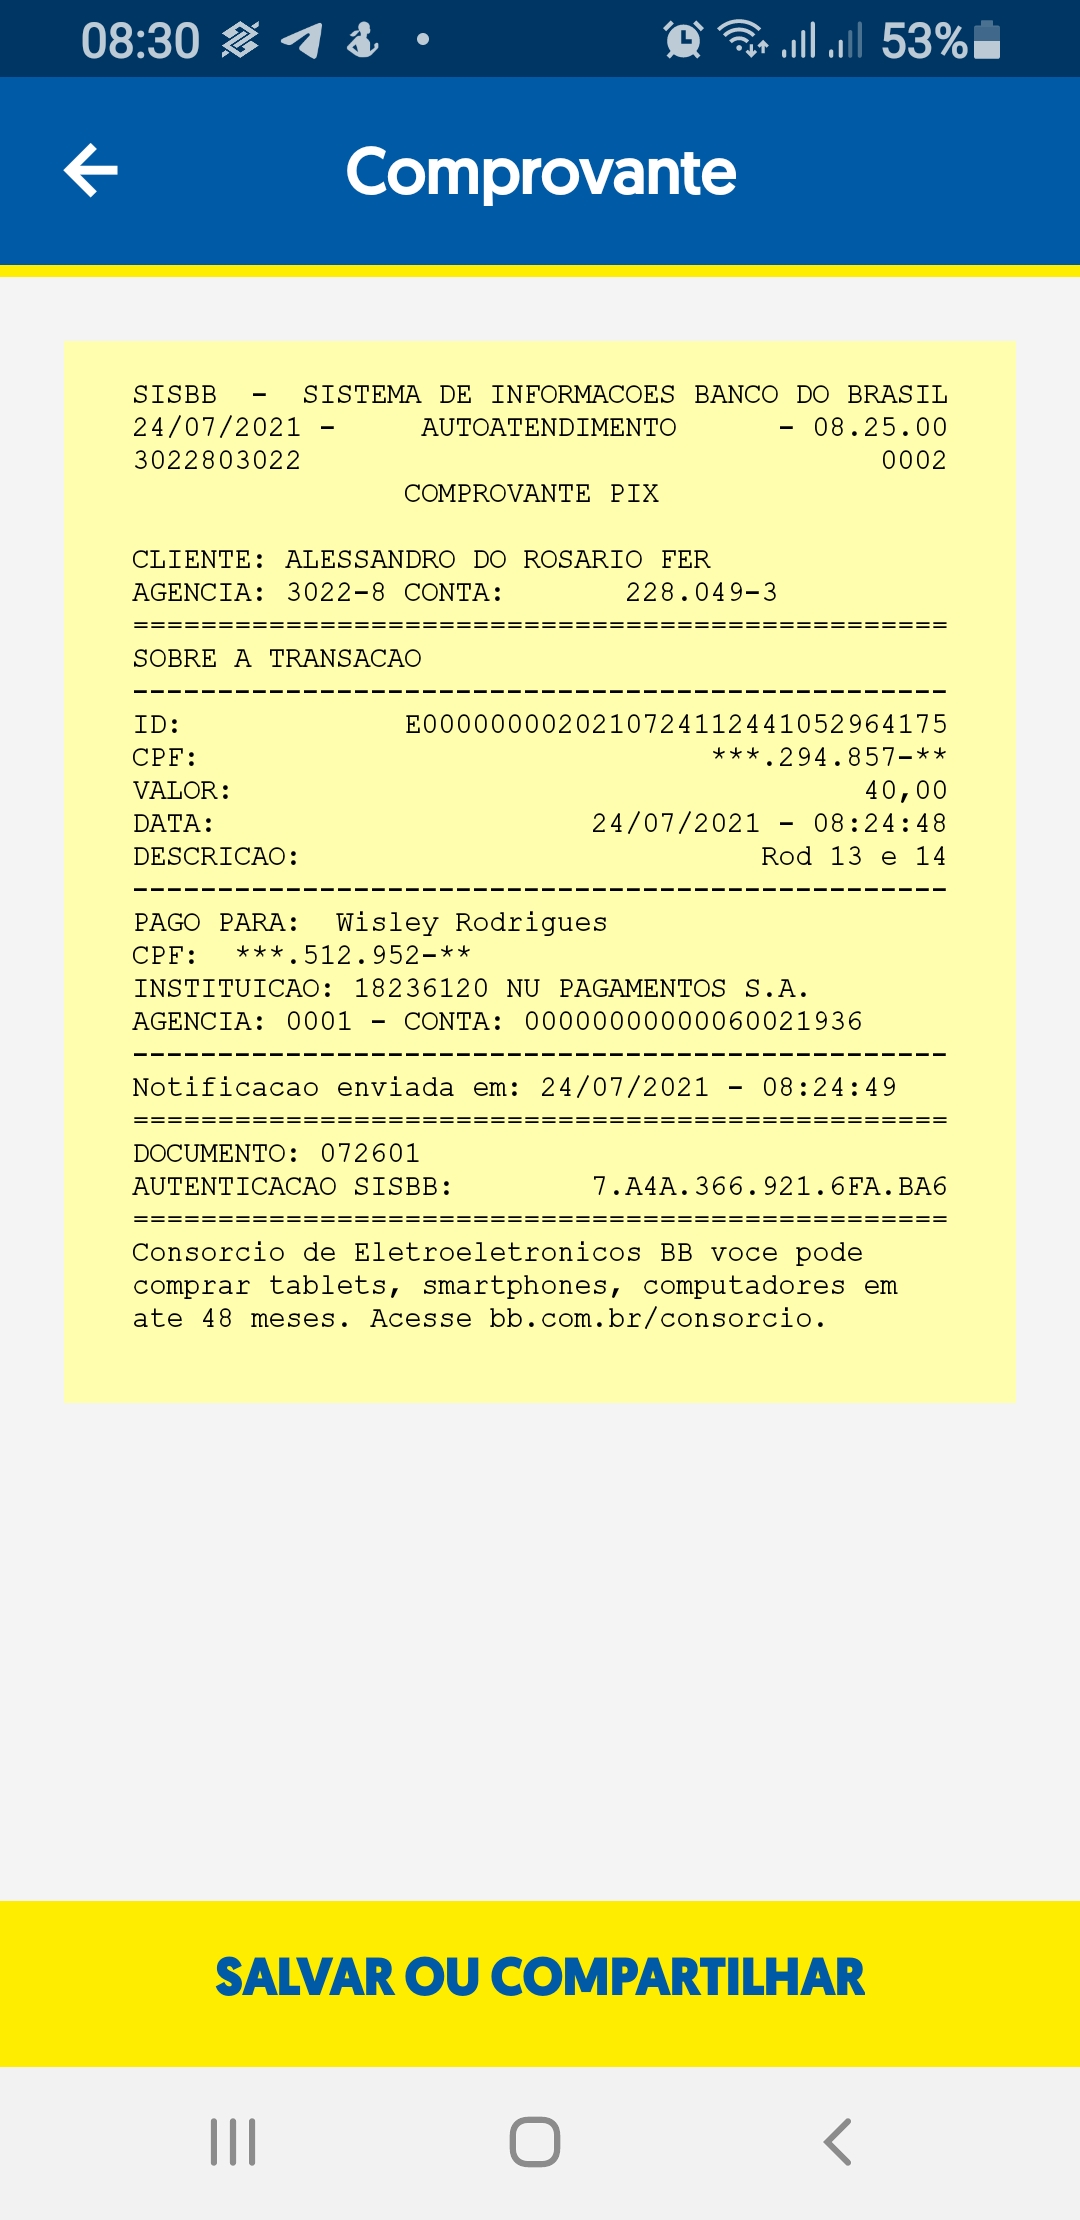 08:30 53%
Comprovante
SISBB - SISTEMA DE INFORMACOES BANCO DO BRASIL
24/07/2021 - AUTOATENDIMENTO - 08.25.00
3022803022 0002
COMPROVANTE PIX
CLIENTE: ALESSANDRO DO ROSARIO FER
AGENCIA: 3022-8 CONTA: 228.049-3
================================================
SOBRE A TRANSACAO
------------------------------------------------
ID: E0000000020210724112441052964175
CPF: ***.294.857-**
VALOR: 40,00
DATA: 24/07/2021 - 08:24:48
DESCRICAO: Rod 13 e 14
------------------------------------------------
PAGO PARA: Wisley Rodrigues
CPF: ***.512.952-**
INSTITUICAO: 18236120 NU PAGAMENTOS S.A.
AGENCIA: 0001 - CONTA: 00000000000060021936
------------------------------------------------
Notificacao enviada em: 24/07/2021 - 08:24:49
================================================
DOCUMENTO: 072601
AUTENTICACAO SISBB: 7.A4A.366.921.6FA.BA6
================================================
Consorcio de Eletroeletronicos BB voce pode
comprar tablets, smartphones, computadores em
ate 48 meses. Acesse bb.com.br/consorcio.
SALVAR OU COMPARTILHAR